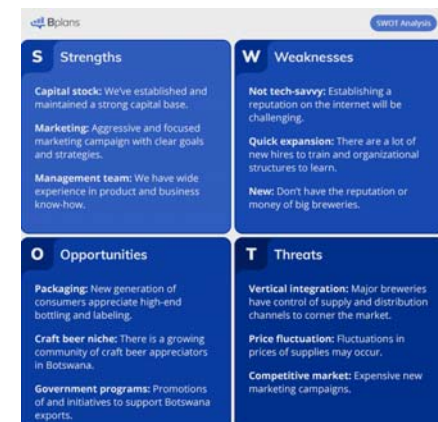 Bplans
SWOT Analysis
S Strengths
Capital stock: We've established and
maintained a strong capital base.
Marketing: Aggressive and focused
marketing campaign with clear goals
and strategies.
Management team: We have wide
experience in product and business
know-how.
W Weaknesses
Not tech-savvy: Establishing a
reputation on the internet will be
challenging.
Quick expansion: There are a lot of
new hires to train and organizational
structures to learn.
New: Don't have the reputation or
money of big breweries.
O Opportunities
Packaging: New generation of
consumers appreciate high-end
bottling and labeling.
Craft beer niche: There is a growing
community of craft beer appreciators
in Botswana.
Government programs: Promotions
of and initiatives to support Botswana
exports.
T Threats
Vertical integration: Major breweries
have control of supply and distribution
channels to corner the market.
Price fluctuation: Fluctuations in
prices of supplies may occur.
Competitive market: Expensive new
marketing campaigns.